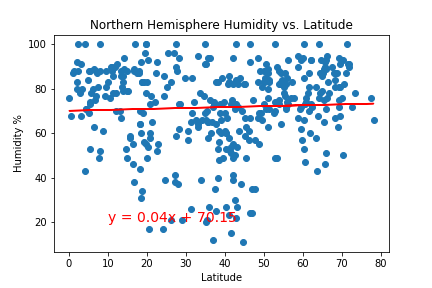 Northern Hemisphere Humidity vs. Latitude
100
80
60
40
20
Humidity %
y = 0.04x + 70.15
0 10 20 30 40 50 60 70 80
Latitude